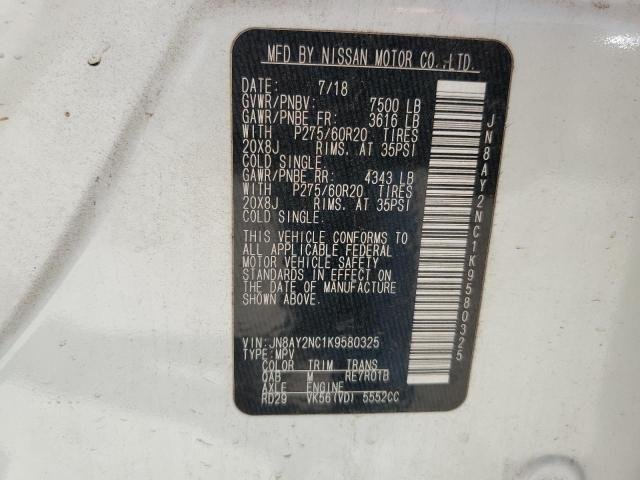 MFD BY NISSAN MOTOR CO.,LTD.
DATE: 7/18
GVWR/PNBV: 7500 LB
GAWR/PNBE FR: 3616 LB
WITH P275/60R20 TIRES
20X8J RIMS. AT 35PSI
COLD SINGLE.
GAWR/PNBE RR: 4343 LB
WITH P275/60R20 TIRES
20X8J RIMS. AT 35PSI
COLD SINGLE.
THIS VEHICLE CONFORMS TO
ALL APPLICABLE FEDERAL
MOTOR VEHICLE SAFETY
STANDARDS IN EFFECT ON
THE DATE OF MANUFACTURE
SHOWN ABOVE.
VIN:JN8AY2NC1K9580325
TYPE:MPV
COLOR TRIM TRANS
QAB M RE7R01B
AXLE ENGINE
RD29 VK56(VD) 5552CC
JN8AY2NC1K9580325